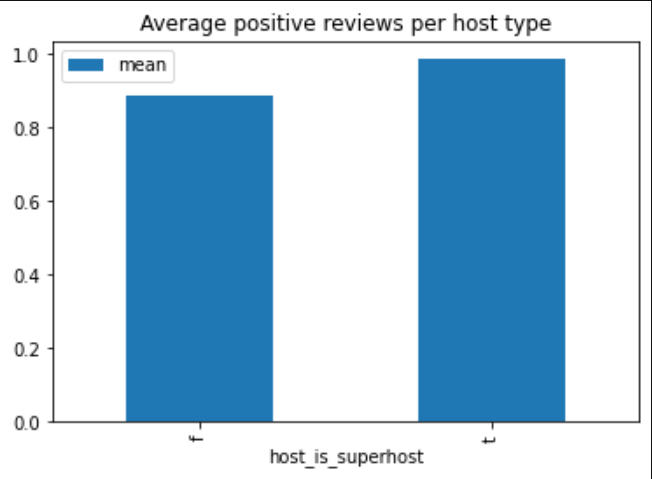 Average positive reviews per host type
1.0
mean
0.8
0.6
0.4
0.2
0.0
f
t
host_is_superhost